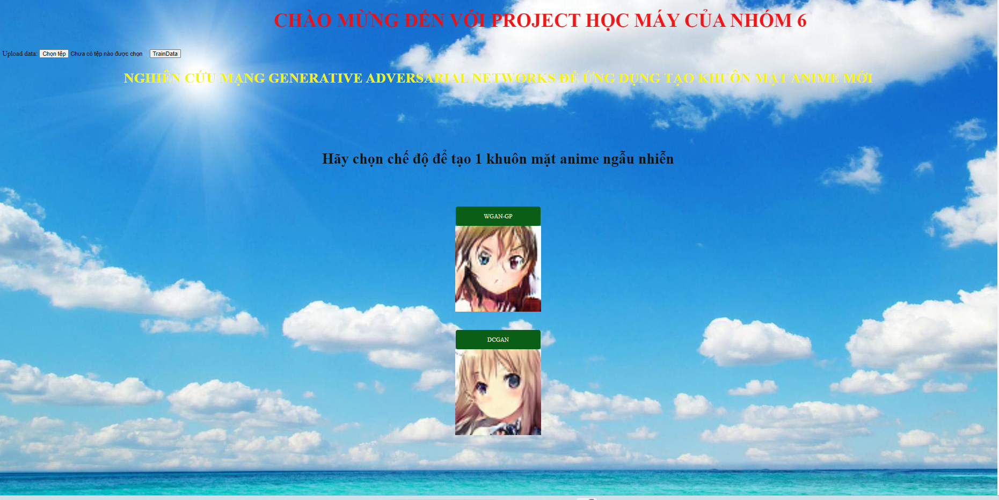 CHÀO MỪNG ĐẾN VỚI PROJECT HỌC MÁY CỦA NHÓM 6
Upload data: Chọn tệp Chưa có tệp nào được chọn TrainData
NGHIÊN CỨU MẠNG GENERATIVE ADVERSARIAL NETWORKS ĐỂ ỨNG DỤNG TẠO KHUÔN MẶT ANIME MỚI
Hãy chọn chế độ để tạo 1 khuôn mặt anime ngẫu nhiễn
WGAN-GP
DCGAN